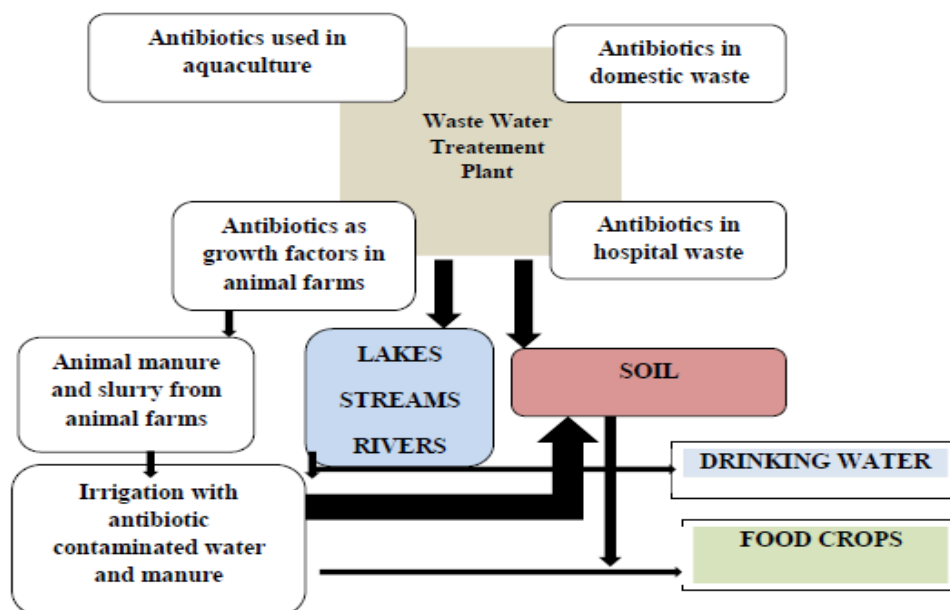 Antibiotics used in
aquaculture
Antibiotics in
domestic waste
Waste Water
Treatement
Plant
Antibiotics as
growth factors in
animal farms
Antibiotics in
hospital waste
Animal manure
and slurry from
animal farms
LAKES
STREAMS
RIVERS
SOIL
DRINKING WATER
Irrigation with
antibiotic
contaminated water
and manure
FOOD CROPS